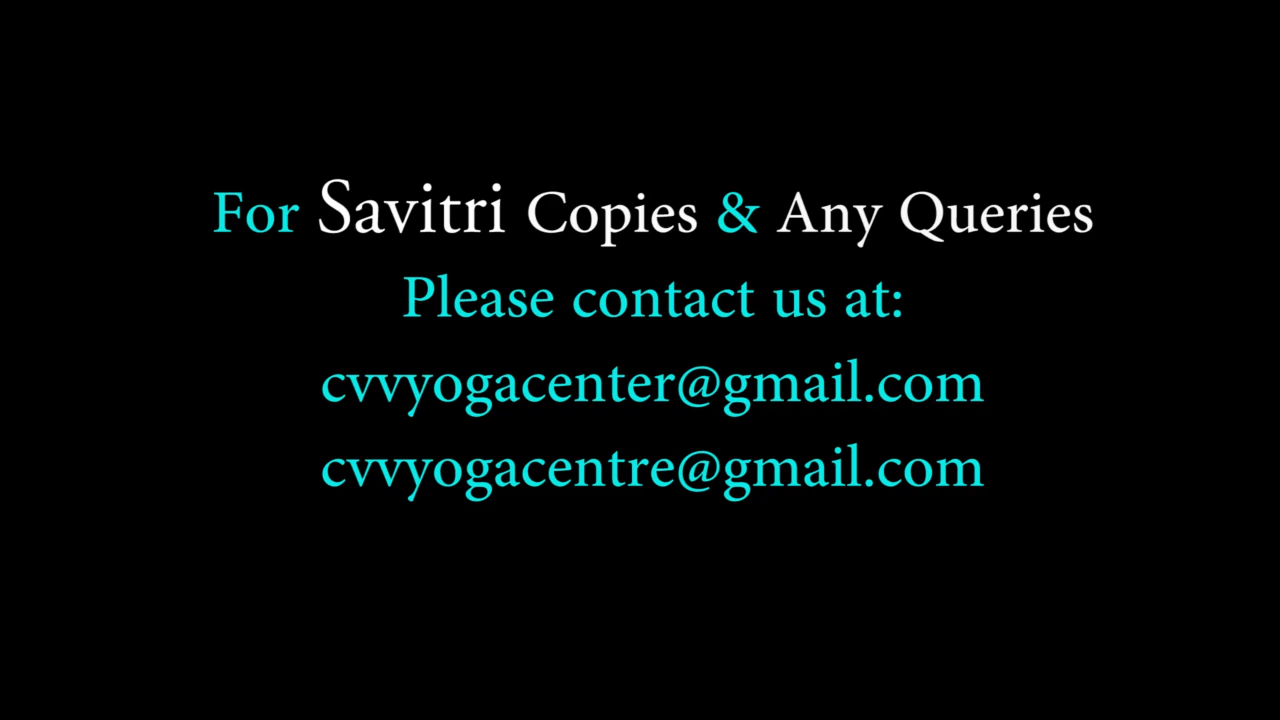 For Savitri Copies & Any Queries
Please contact us at:
cvvyogacenter@gmail.com
cvvyogacentre@gmail.com